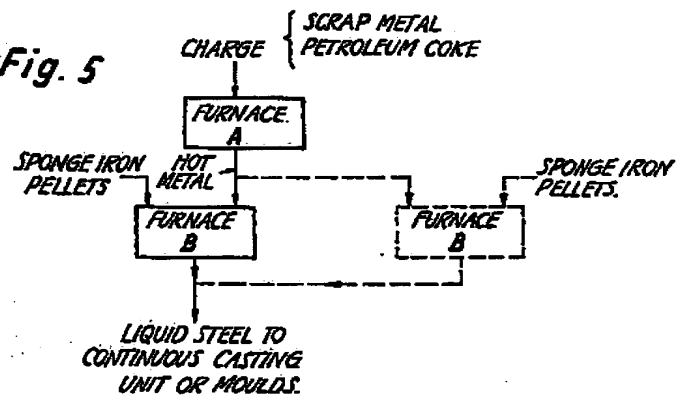 Fig. 5
CHARGE
SCRAP METAL
PETROLEUM COKE
FURNACE
A
SPONGE IRON
PELLETS
HOT
METAL
SPONGE IRON
PELLETS.
FURNACE
B
FURNACE
B
LIQUID STEEL TO
CONTINUOUS CASTING
UNIT OR MOULDS.